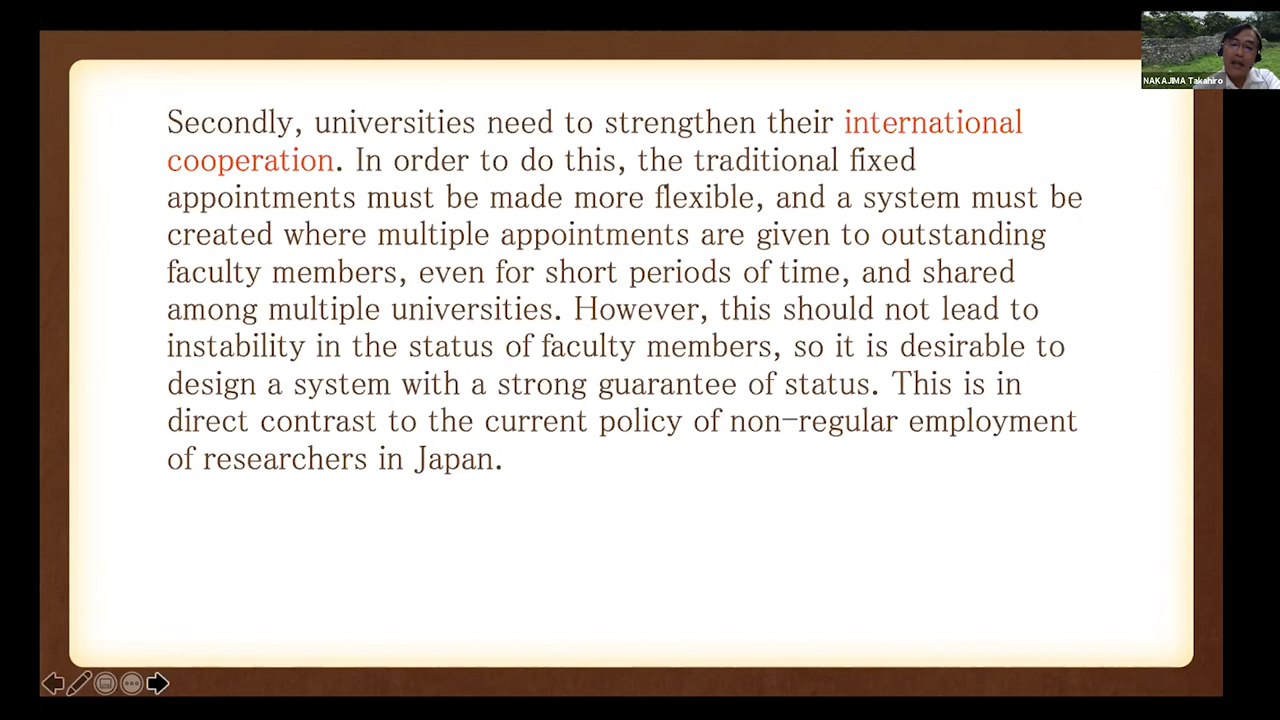 NAKAJIMA Takahiro
Secondly, universities need to strengthen their international
cooperation. In order to do this, the traditional fixed
appointments must be made more flexible, and a system must be
created where multiple appointments are given to outstanding
faculty members, even for short periods of time, and shared
among multiple universities. However, this should not lead to
instability in the status of faculty members, so it is desirable to
design a system with a strong guarantee of status. This is in
direct contrast to the current policy of non-regular employment
of researchers in Japan.